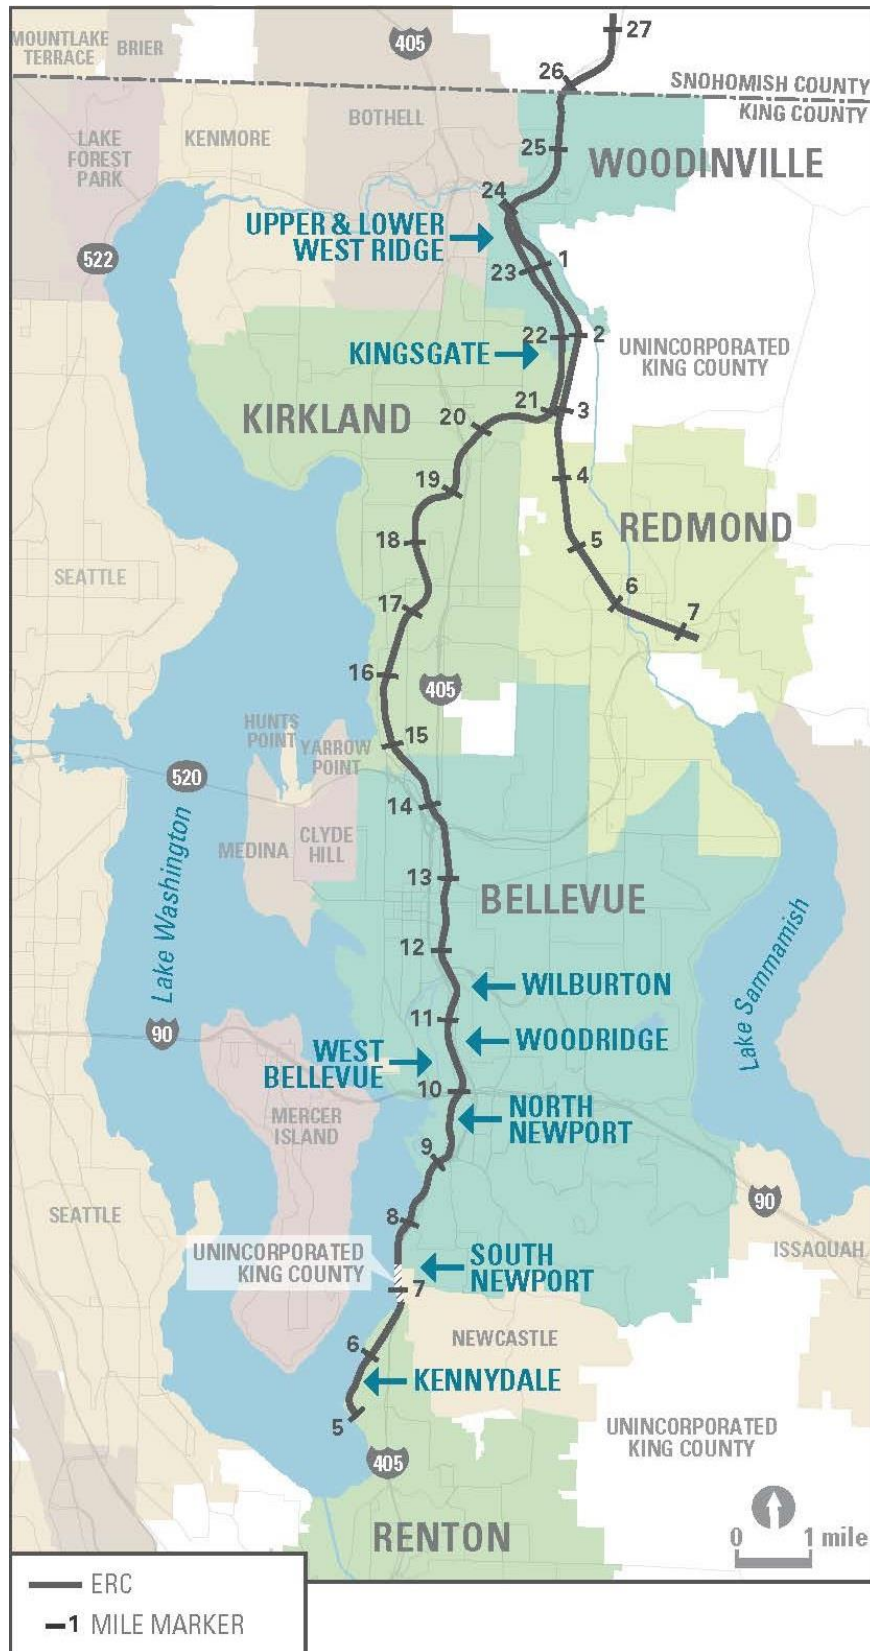 27
405
MOUNTLAKE
TERRACE
BRIER
26
SNOHOMISH COUNTY
KING COUNTY
BOTHELL
LAKE
FOREST
PARK
KENMORE
25
WOODINVILLE
24
UPPER & LOWER
WEST RIDGE
522
23
1
22
2
KINGSGATE
UNINCORPORATED
KING COUNTY
21
3
KIRKLAND
20
19
4
REDMOND
18
5
SEATTLE
6
17
7
16
405
HUNTS
POINT
YARROW
POINT
15
520
14
MEDINA
CLYDE
HILL
13
BELLEVUE
Lake Washington
12
Lake Sammamish
WILBURTON
11
90
WOODRIDGE
WEST
BELLEVUE
10
NORTH
NEWPORT
MERCER
ISLAND
9
90
SEATTLE
8
ISSAQUAH
UNINCORPORATED
KING COUNTY
SOUTH
NEWPORT
7
6
NEWCASTLE
KENNYDALE
5
UNINCORPORATED
KING COUNTY
405
RENTON
0 1 mile
ERC
1 MILE MARKER